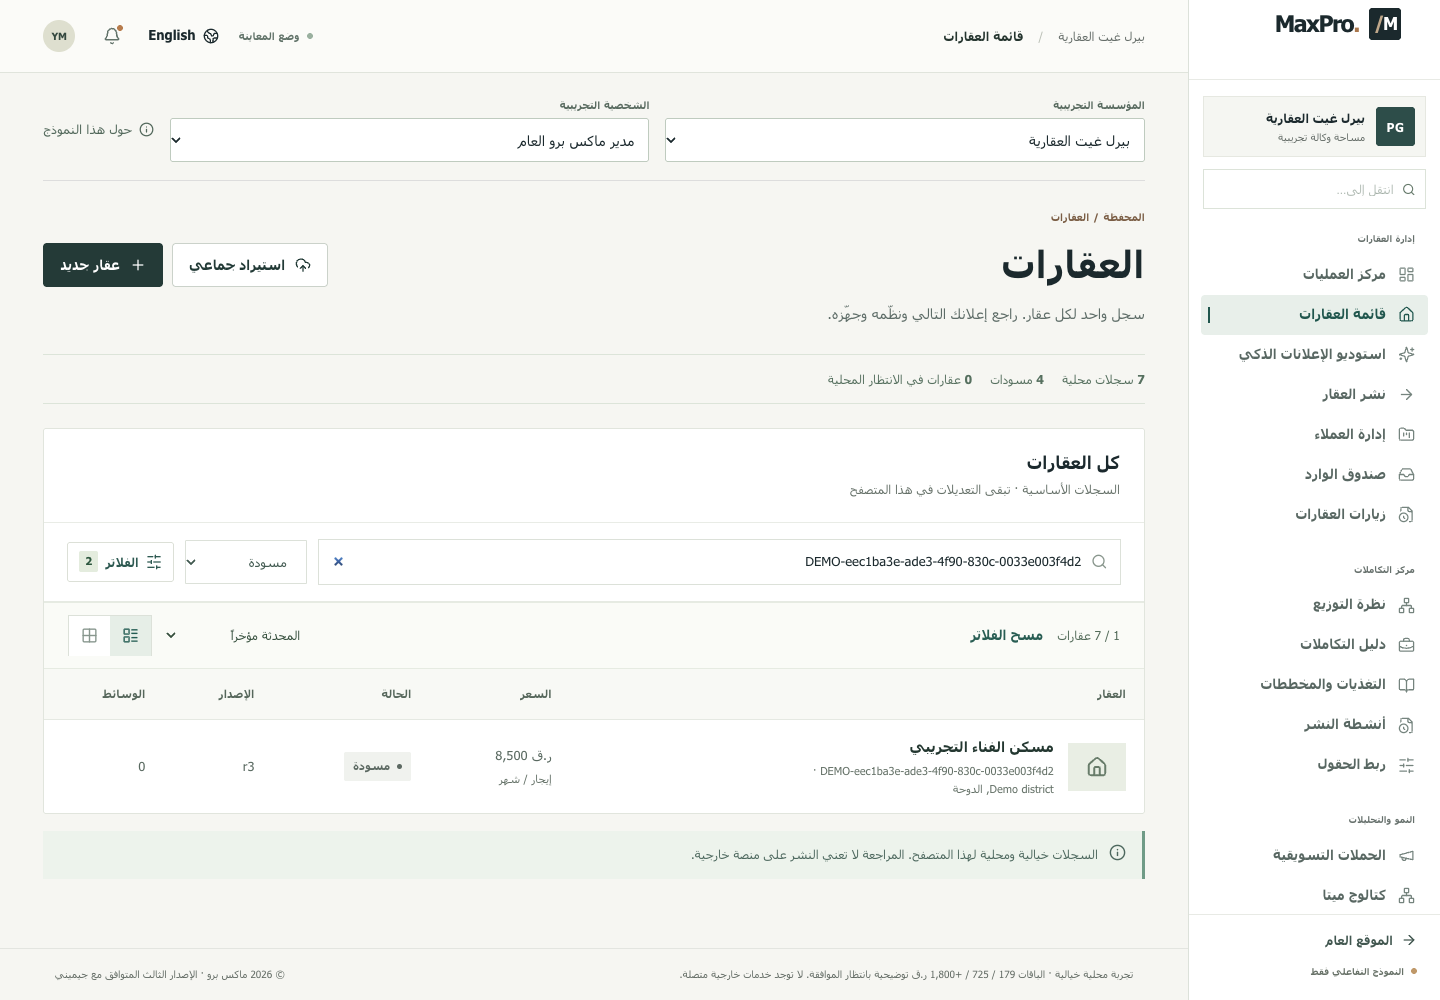 MaxPro. /M
بيرل غيت العقارية / قائمة العقارات
وضع المعاينة
English
YM
PG
بيرل غيت العقارية
مساحة وكالة تجريبية
انتقل إلى...
إدارة العقارات
مركز العمليات
قائمة العقارات
استوديو الإعلانات الذكي
نشر العقار
إدارة العملاء
صندوق الوارد
زيارات العقارات
مركز التكاملات
نظرة التوزيع
دليل التكاملات
التغذيات والمخططات
أنشطة النشر
ربط الحقول
النمو والتحليلات
الحملات التسويقية
كتالوج ميتا
الموقع العام
النموذج التفاعلي فقط
المؤسسة التجريبية
بيرل غيت العقارية
الشخصية التجريبية
مدير ماكس برو العام
حول هذا النموذج
المحفظة / العقارات
العقارات
سجل واحد لكل عقار. راجع إعلانك التالي ونظّمه وجهّزه.
استيراد جماعي
عقار جديد
7 سجلات محلية
4 مسودات
0 عقارات في الانتظار المحلية
كل العقارات
السجلات الأساسية · تبقى التعديلات في هذا المتصفح
DEMO-eec1ba3e-ade3-4f90-830c-0033e003f4d2
مسودة
الفلاتر 2
1 / 7 عقارات
مسح الفلاتر
المحدثة مؤخراً
العقار السعر الحالة الإصدار الوسائط
مسكن الفناء التجريبي
DEMO-eec1ba3e-ade3-4f90-830c-0033e003f4d2 ·
Demo district, الدوحة
ر.ق 8,500
إيجار / شهر
مسودة
r3
0
السجلات خيالية ومحلية لهذا المتصفح. المراجعة لا تعني النشر على منصة خارجية.
تجربة محلية خيالية · الباقات 179 / 725 / +1,800 ر.ق توضيحية بانتظار الموافقة. لا توجد خدمات خارجية متصلة.
© 2026 ماكس برو · الإصدار الثالث المتوافق مع جيميني